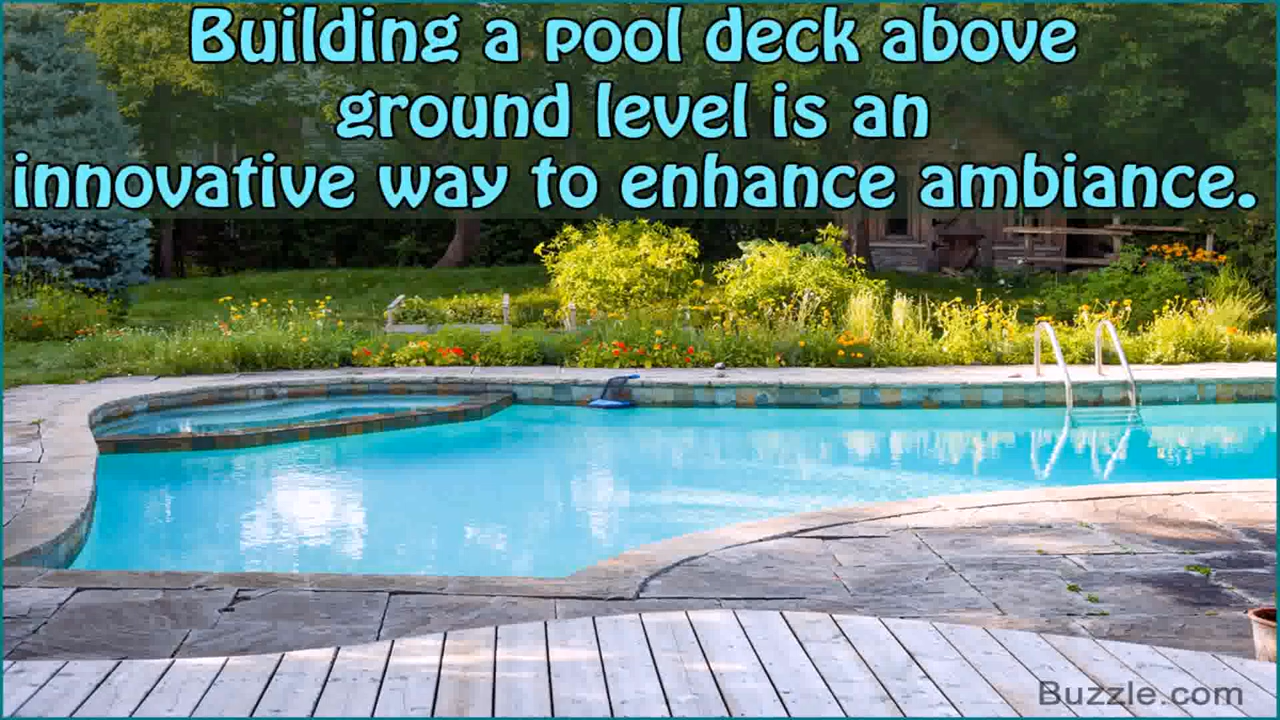 Building a pool deck above
ground level is an
innovative way to enhance ambiance.
Buzzle.com